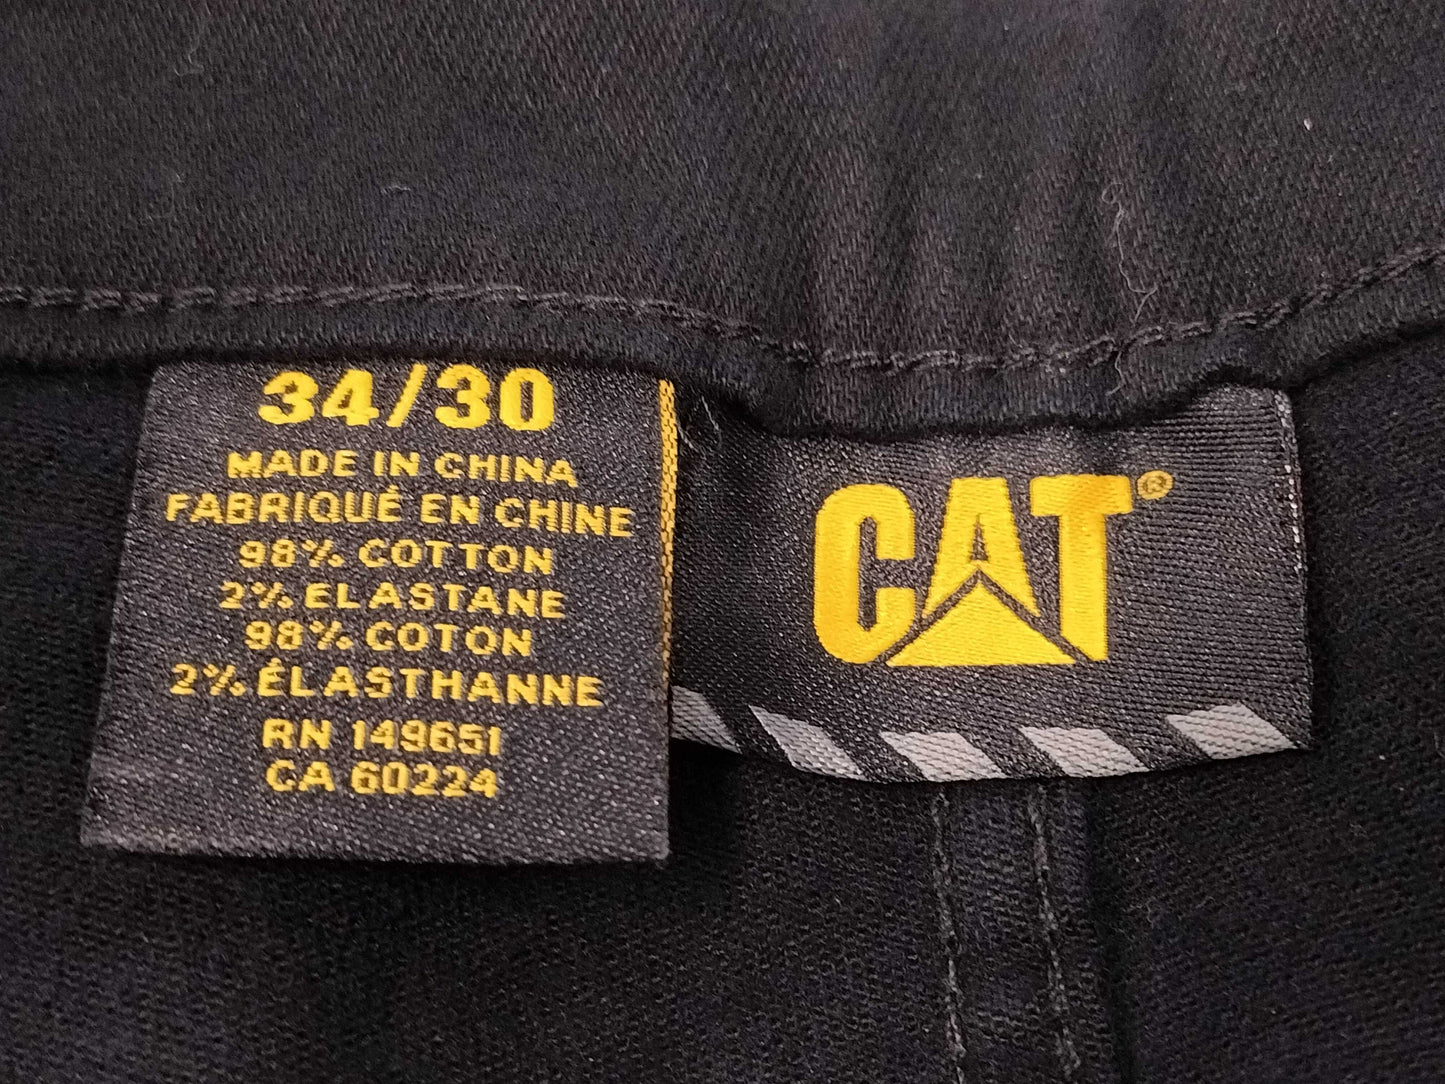 34/30
MADE IN CHINA
FABRIQUÉ EN CHINE
98% COTTON
2% ELASTANE
98% COTON
2% ÉLASTHANNE
RN 149651
CA 60224
CAT®